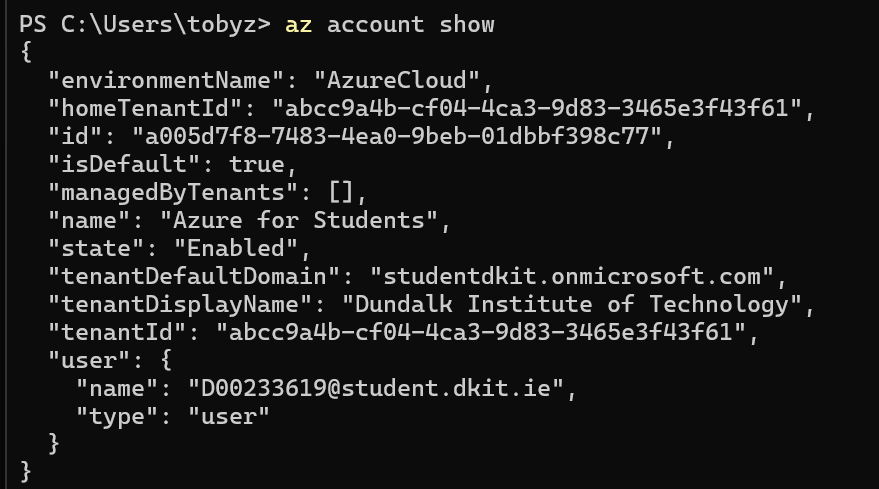 PS C:\Users\tobyz> az account show
{
  "environmentName": "AzureCloud",
  "homeTenantId": "abcc9a4b-cf04-4ca3-9d83-3465e3f43f61",
  "id": "a005d7f8-7483-4ea0-9beb-01dbbf398c77",
  "isDefault": true,
  "managedByTenants": [],
  "name": "Azure for Students",
  "state": "Enabled",
  "tenantDefaultDomain": "studentdkit.onmicrosoft.com",
  "tenantDisplayName": "Dundalk Institute of Technology",
  "tenantId": "abcc9a4b-cf04-4ca3-9d83-3465e3f43f61",
  "user": {
    "name": "D00233619@student.dkit.ie",
    "type": "user"
  }
}